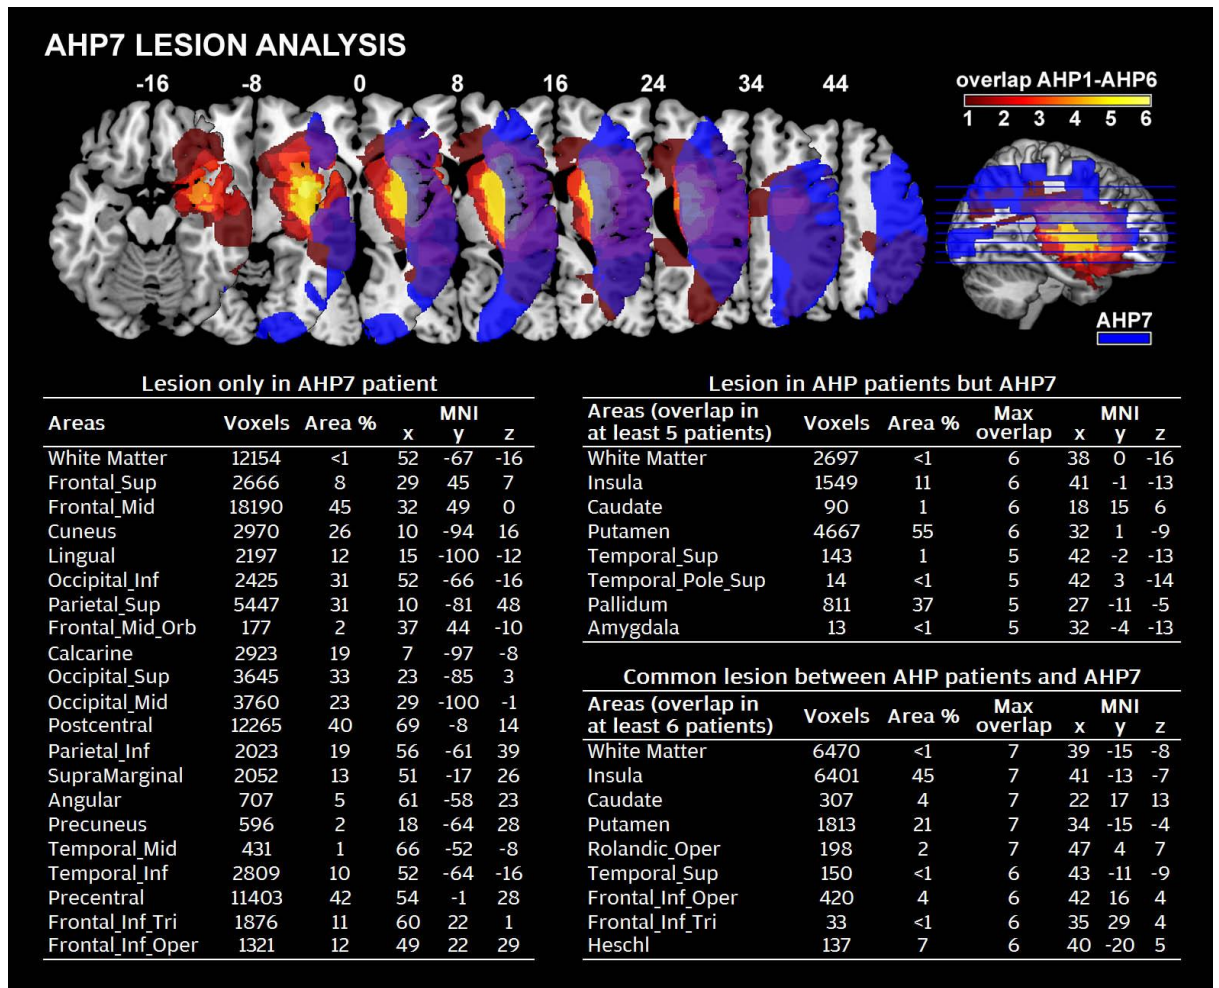 AHP7 LESION ANALYSIS
-16 -8 0 8 16 24 34 44
overlap AHP1-AHP6
1 2 3 4 5 6
AHP7
Lesion only in AHP7 patient
Areas Voxels Area % MNI
x y z
White Matter 12154 <1 52 -67 -16
Frontal_Sup 2666 8 29 45 7
Frontal_Mid 18190 45 32 49 0
Cuneus 2970 26 10 -94 16
Lingual 2197 12 15 -100 -12
Occipital_Inf 2425 31 52 -66 -16
Parietal_Sup 5447 31 10 -81 48
Frontal_Mid_Orb 177 2 37 44 -10
Calcarine 2923 19 7 -97 -8
Occipital_Sup 3645 33 23 -85 3
Occipital_Mid 3760 23 29 -100 -1
Postcentral 12265 40 69 -8 14
Parietal_Inf 2023 19 56 -61 39
SupraMarginal 2052 13 51 -17 26
Angular 707 5 61 -58 23
Precuneus 596 2 18 -64 28
Temporal_Mid 431 1 66 -52 -8
Temporal_Inf 2809 10 52 -64 -16
Precentral 11403 42 54 -1 28
Frontal_Inf_Tri 1876 11 60 22 1
Frontal_Inf_Oper 1321 12 49 22 29
Lesion in AHP patients but AHP7
Areas (overlap in Voxels Area % Max MNI
at least 5 patients) overlap x y z
White Matter 2697 <1 6 38 0 -16
Insula 1549 11 6 41 -1 -13
Caudate 90 1 6 18 15 6
Putamen 4667 55 6 32 1 -9
Temporal_Sup 143 1 5 42 -2 -13
Temporal_Pole_Sup 14 <1 5 42 3 -14
Pallidum 811 37 5 27 -11 -5
Amygdala 13 <1 5 32 -4 -13
Common lesion between AHP patients and AHP7
Areas (overlap in Voxels Area % Max MNI
at least 6 patients) overlap x y z
White Matter 6470 <1 7 39 -15 -8
Insula 6401 45 7 41 -13 -7
Caudate 307 4 7 22 17 13
Putamen 1813 21 7 34 -15 -4
Rolandic_Oper 198 2 7 47 4 7
Temporal_Sup 150 <1 6 43 -11 -9
Frontal_Inf_Oper 420 4 6 42 16 4
Frontal_Inf_Tri 33 <1 6 35 29 4
Heschl 137 7 6 40 -20 5